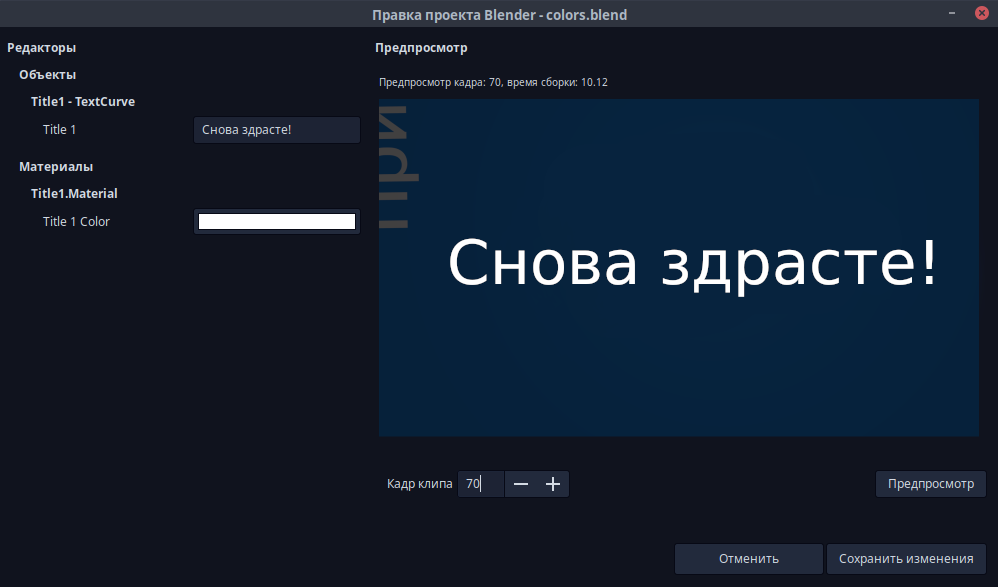 Правка проекта Blender - colors.blend
Редакторы
Объекты
Title1 - TextCurve
Title 1
Снова здрасте!
Материалы
Title1.Material
Title 1 Color
Предпросмотр
Предпросмотр кадра: 70, время сборки: 10.12
При
Снова здрасте!
Кадр клипа
70
Предпросмотр
Отменить
Сохранить изменения